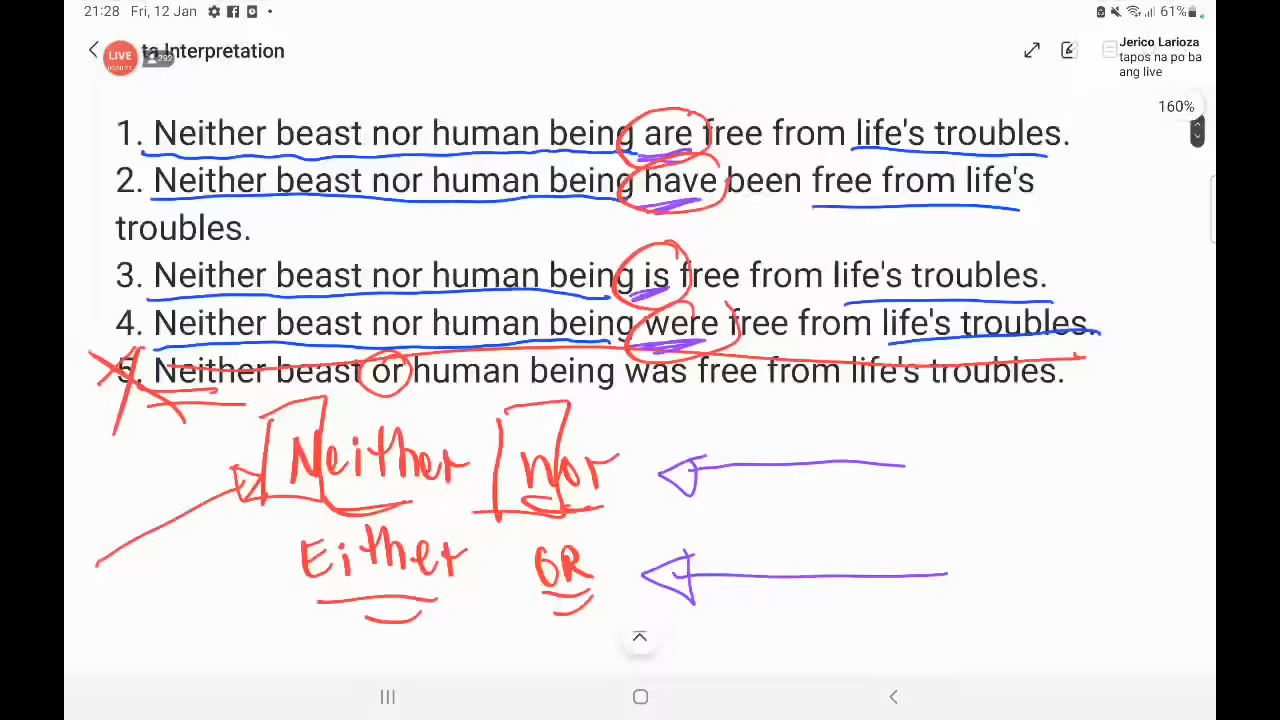 21:28 Fri, 12 Jan
61%
LIVE
292
ta Interpretation
Jerico Larioza
tapos na po ba
ang live
160%
1. Neither beast nor human being are free from life's troubles.
2. Neither beast nor human being have been free from life's
troubles.
3. Neither beast nor human being is free from life's troubles.
4. Neither beast nor human being were free from life's troubles.
5. Neither beast or human being was free from life's troubles.
Neither nor
Either OR